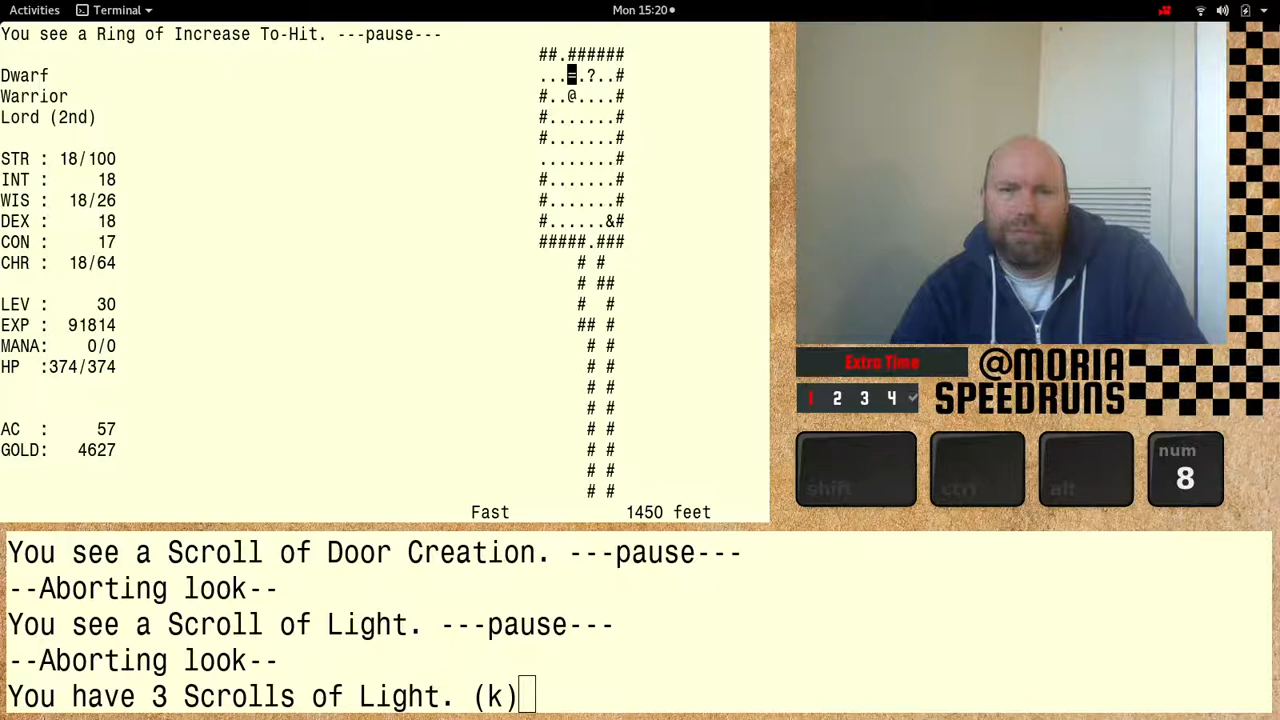 Activities Terminal Mon 15:20
You see a Ring of Increase To-Hit. ---pause---
##.######
Dwarf ...=.?..#
Warrior #..@....#
Lord (2nd) #.......#
#.......#
STR : 18/100 ........#
INT : 18 #.......#
WIS : 18/26 #.......#
DEX : 18 #......&#
CON : 17 #####.###
CHR : 18/64 # #
# ##
LEV : 30 # #
EXP : 91814 ## #
MANA: 0/0 # #
HP :374/374 # #
# #
# #
AC : 57 # #
GOLD: 4627 # #
# #
# #
Fast 1450 feet
You see a Scroll of Door Creation. ---pause---
--Aborting look--
You see a Scroll of Light. ---pause---
--Aborting look--
You have 3 Scrolls of Light. (k)
Extra Time
1 2 3 4
@MORIA
SPEEDRUNS
shift
ctrl
alt
num
8